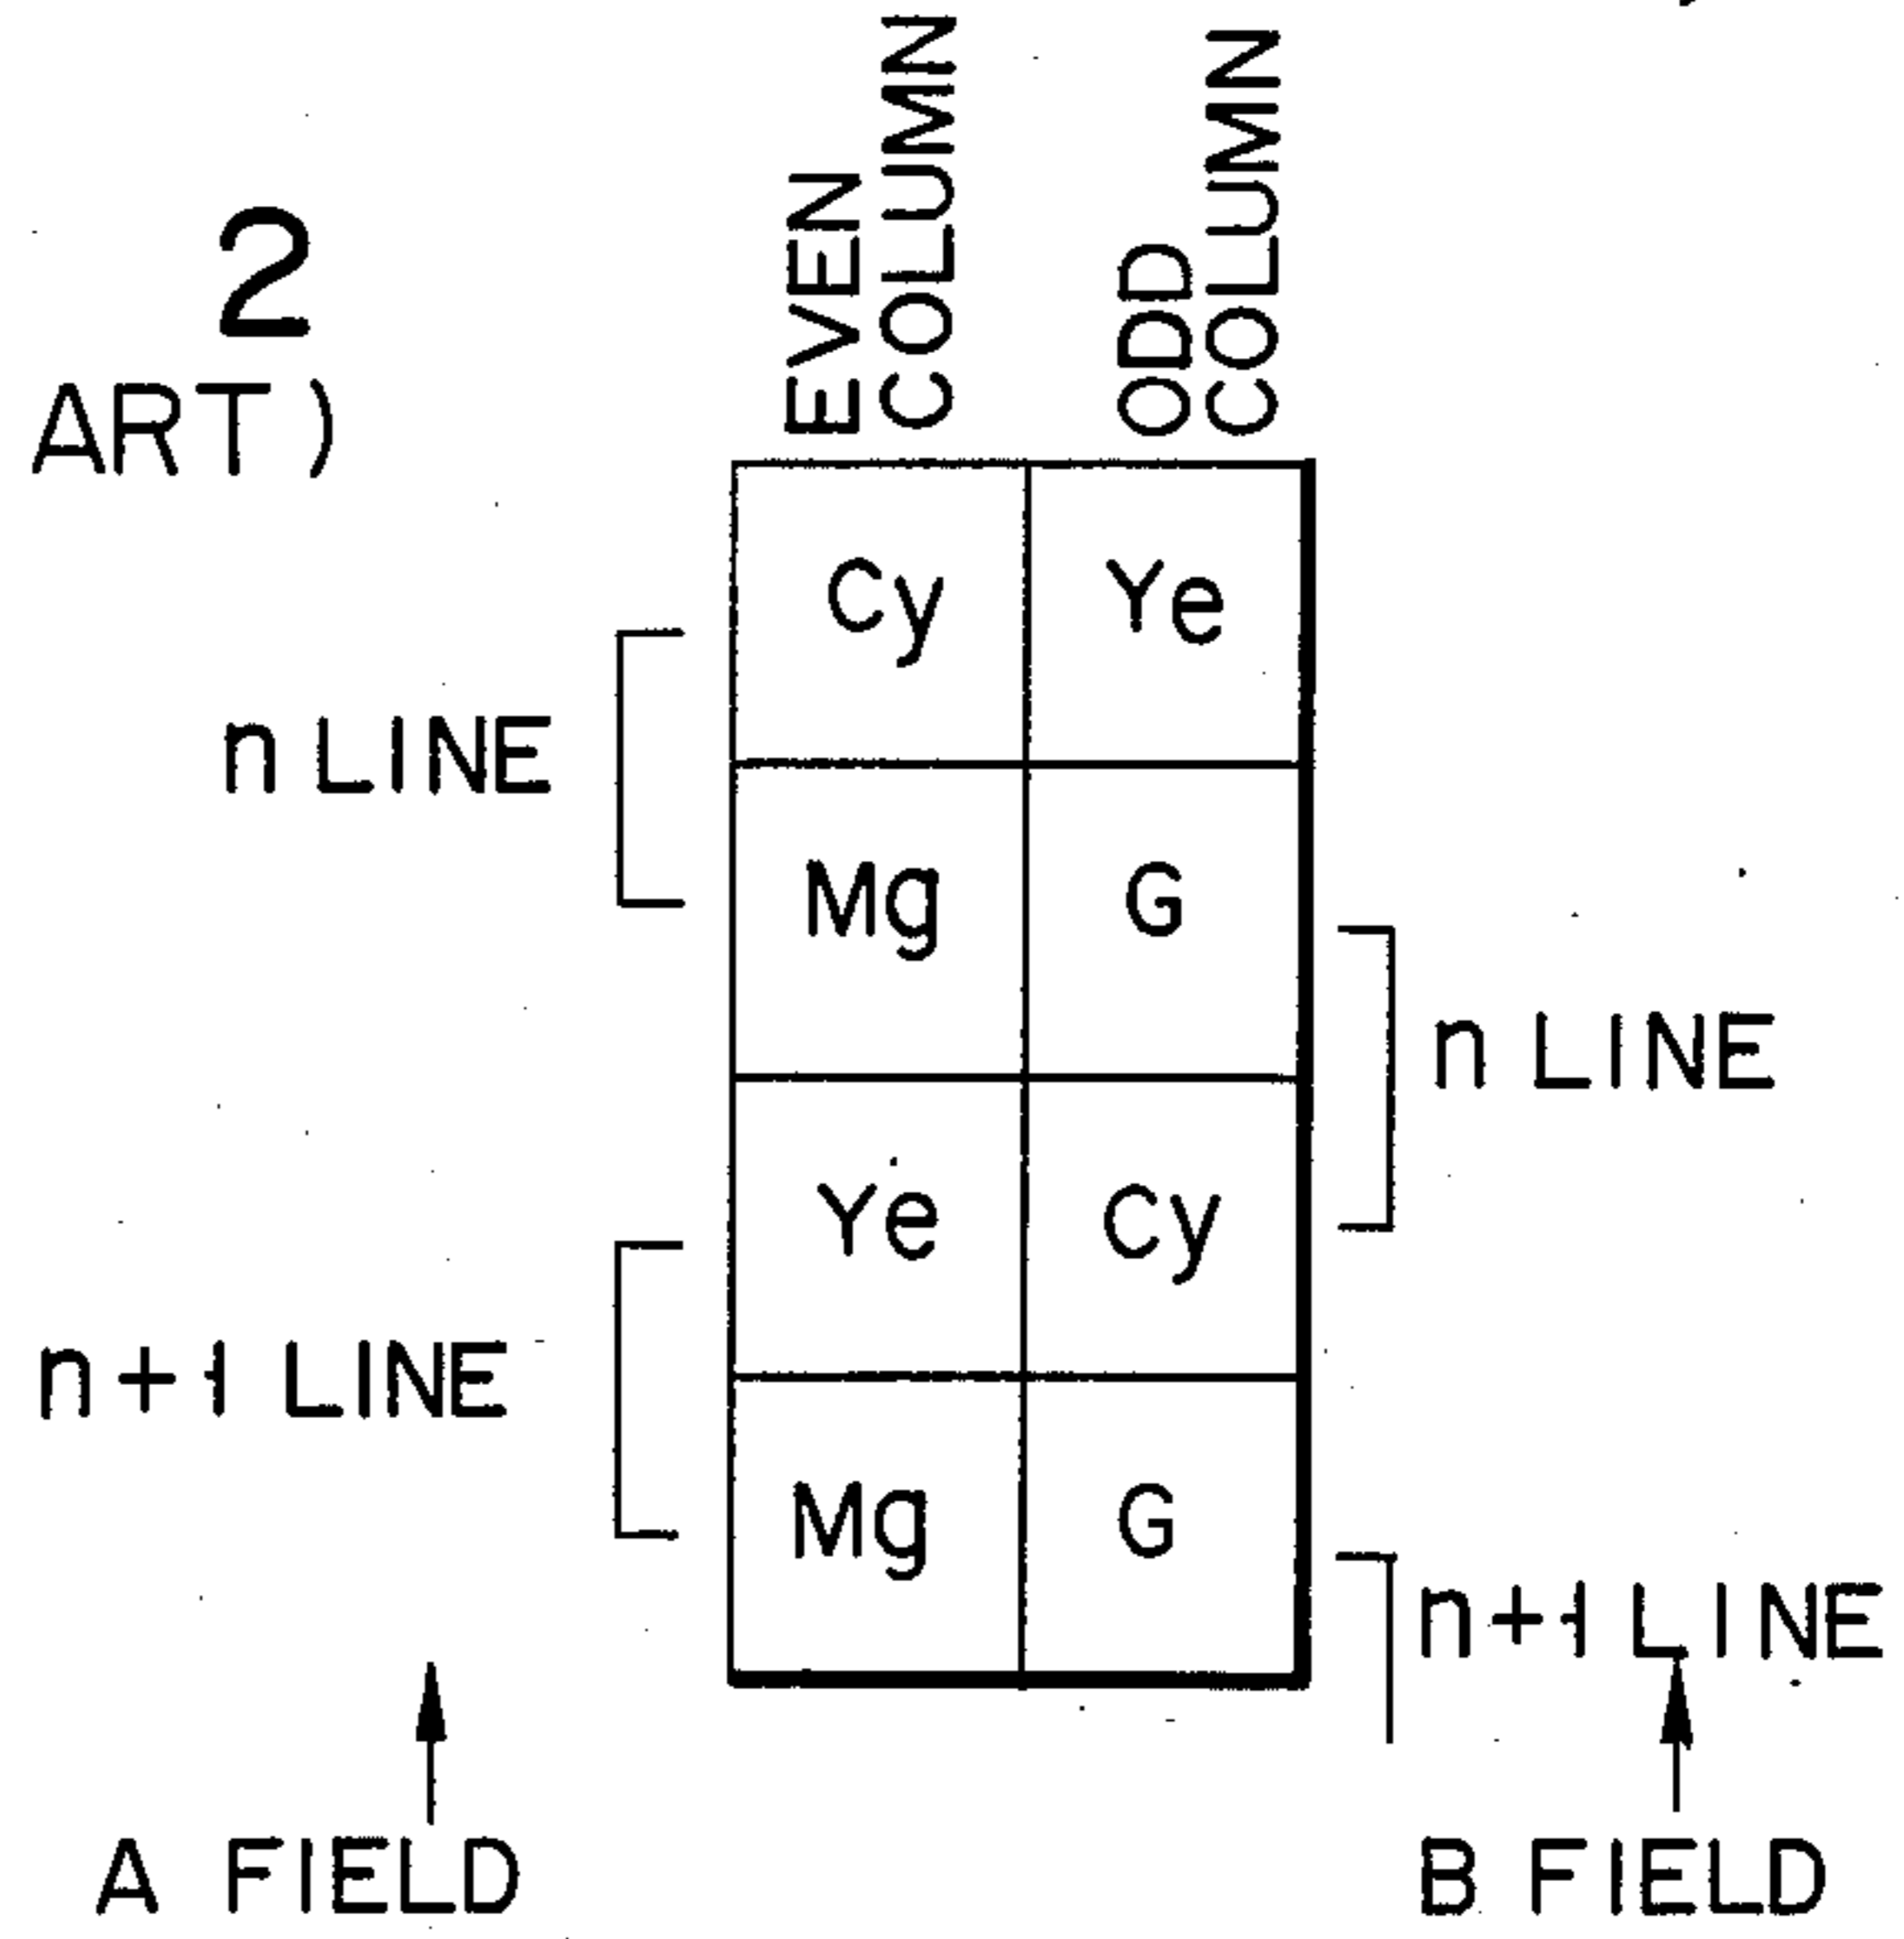 2
ART)
EVEN
COLUMN
ODD
COLUMN
Cy Ye
n LINE
Mg G
n LINE
Ye Cy
n+1 LINE
Mg G
n+1 LINE
A FIELD
B FIELD